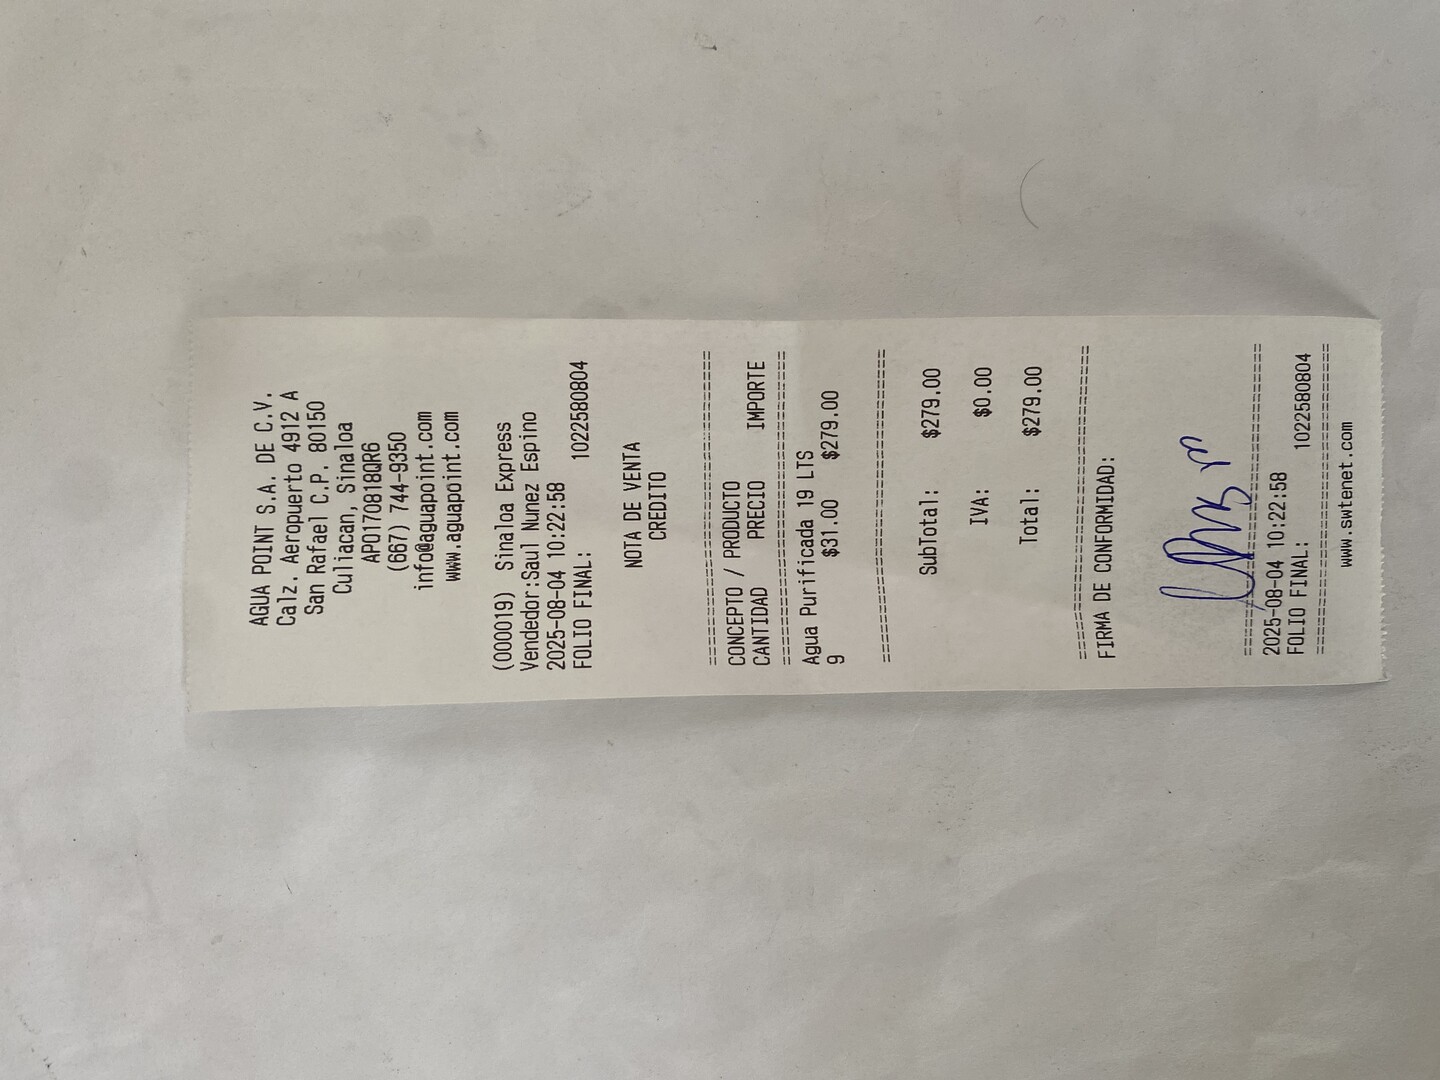 AGUA POINT S.A. DE C.V.
Calz. Aeropuerto 4912 A
San Rafael C.P. 80150
Culiacan, Sinaloa
APO170818QR6
(667) 744-9350
info@aguapoint.com
www.aguapoint.com
(000019) Sinaloa Express
Vendedor:Saul Nunez Espino
2025-08-04 10:22:58
FOLIO FINAL: 1022580804
NOTA DE VENTA
CREDITO
================================
CONCEPTO / PRODUCTO
CANTIDAD PRECIO IMPORTE
================================
Agua Purificada 19 LTS
9 $31.00 $279.00
================================
SubTotal: $279.00
IVA: $0.00
Total: $279.00
================================
FIRMA DE CONFORMIDAD:
================================
2025-08-04 10:22:58
FOLIO FINAL: 1022580804
================================
www.swtenet.com